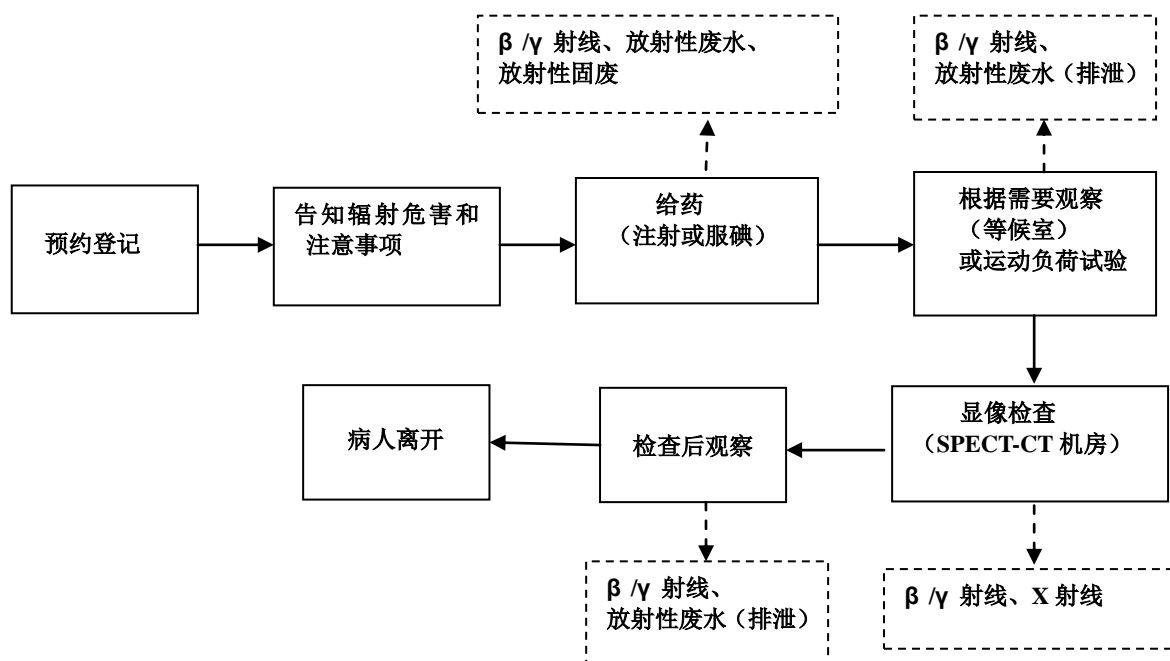 β /γ 射线、放射性废水、
放射性固废
β /γ 射线、
放射性废水（排泄）
预约登记
告知辐射危害和
注意事项
给药
（注射或服碘）
根据需要观察
（等候室）
或运动负荷试验
病人离开
检查后观察
显像检查
（SPECT-CT 机房）
β /γ 射线、
放射性废水（排泄）
β /γ 射线、X 射线